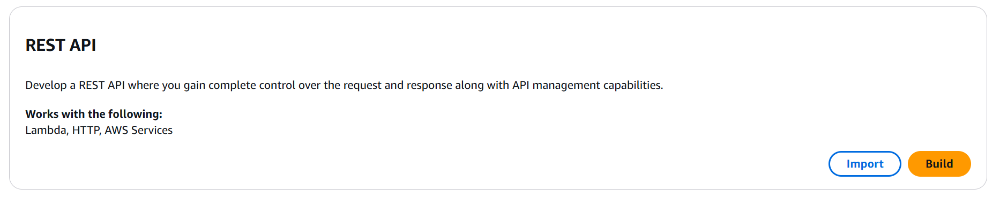 REST API
Develop a REST API where you gain complete control over the request and response along with API management capabilities.
Works with the following:
Lambda, HTTP, AWS Services
Import
Build